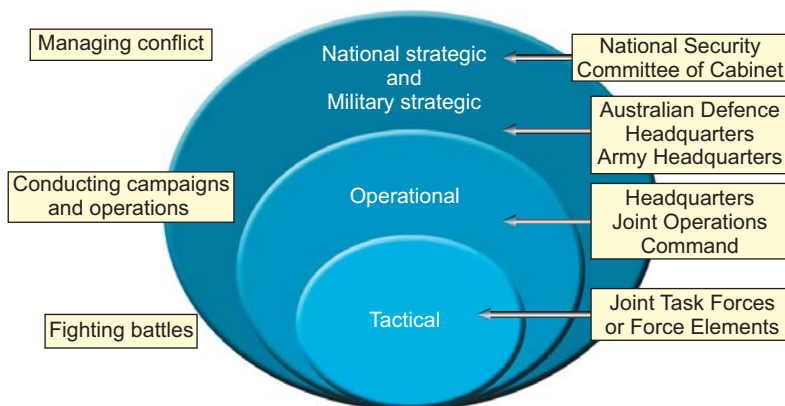 Managing conflict
National strategic
and
Military strategic
National Security
Committee of Cabinet
Australian Defence
Headquarters
Army Headquarters
Conducting campaigns
and operations
Operational
Headquarters
Joint Operations
Command
Fighting battles
Tactical
Joint Task Forces
or Force Elements